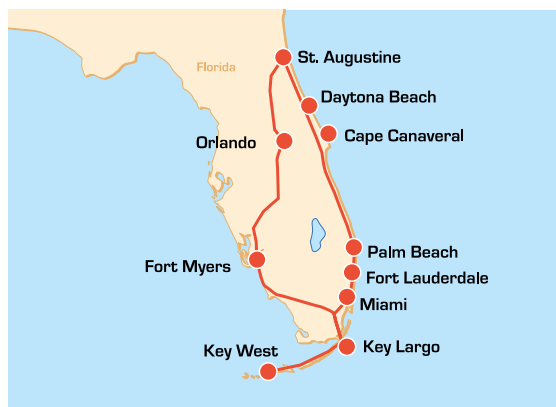 St. Augustine
Florida
Daytona Beach
Cape Canaveral
Orlando
Palm Beach
Fort Myers
Fort Lauderdale
Miami
Key West
Key Largo